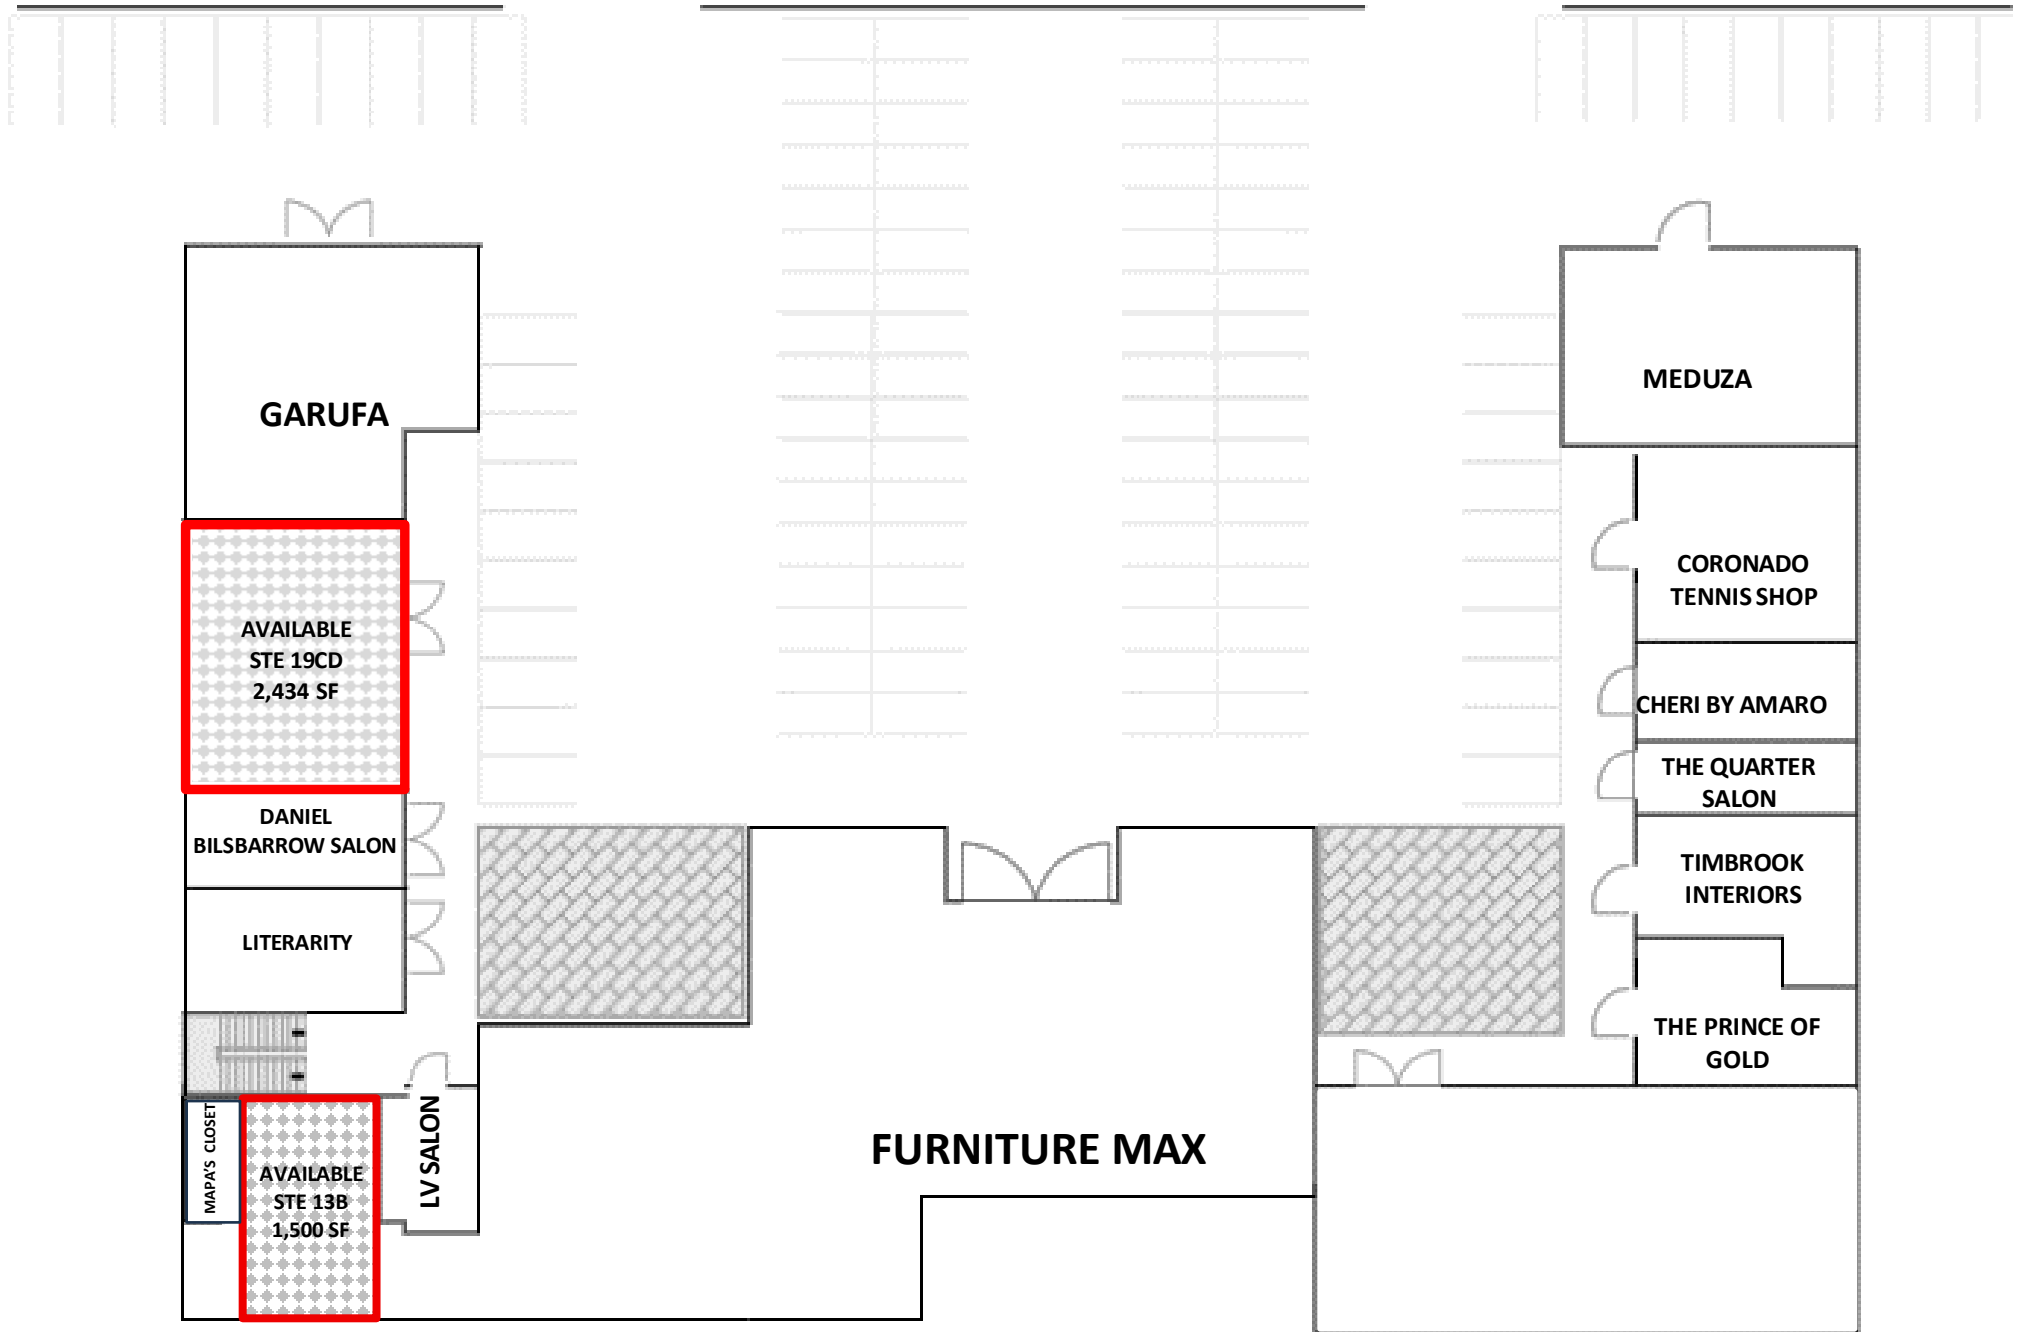 GARUFA
AVAILABLE
STE 19CD
2,434 SF
DANIEL
BILSBARROW SALON
LITERARITY
MAPA'S CLOSET
AVAILABLE
STE 13B
1,500 SF
LV SALON
FURNITURE MAX
MEDUZA
CORONADO
TENNIS SHOP
CHERI BY AMARO
THE QUARTER
SALON
TIMBROOK
INTERIORS
THE PRINCE OF
GOLD